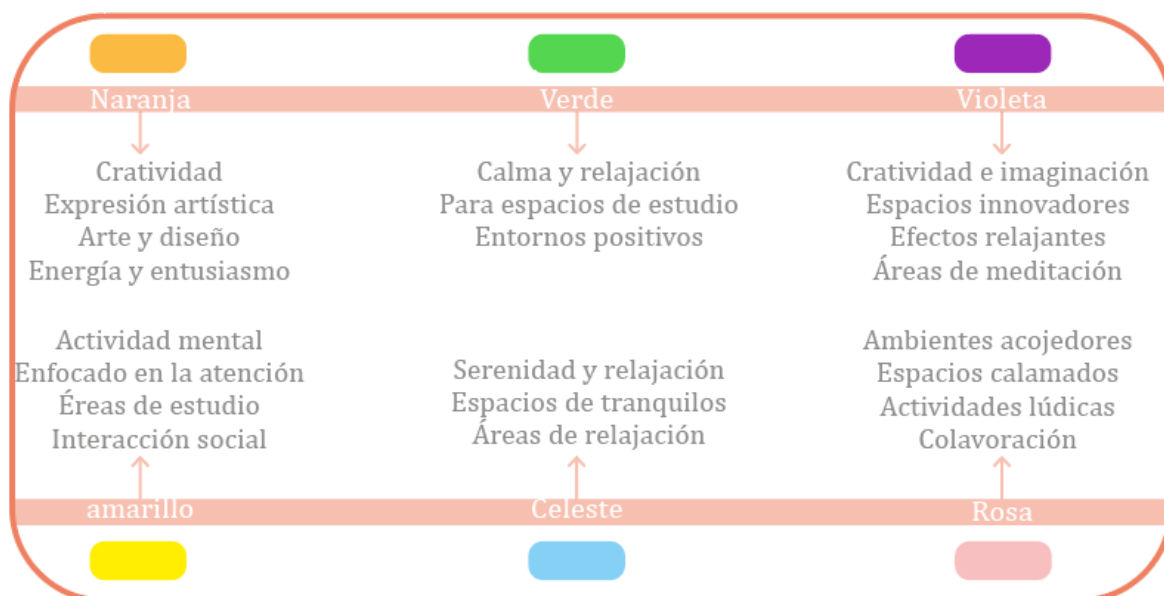 Naranja
Verde
Violeta
Cratividad
Expresión artística
Arte y diseño
Energía y entusiasmo
Calma y relajación
Para espacios de estudio
Entornos positivos
Cratividad e imaginación
Espacios innovadores
Efectos relajantes
Áreas de meditación
Actividad mental
Enfocado en la atención
Éreas de estudio
Interacción social
Serenidad y relajación
Espacios de tranquilos
Áreas de relajación
Ambientes acojedores
Espacios calamados
Actividades lúdicas
Colavoración
amarillo
Celeste
Rosa